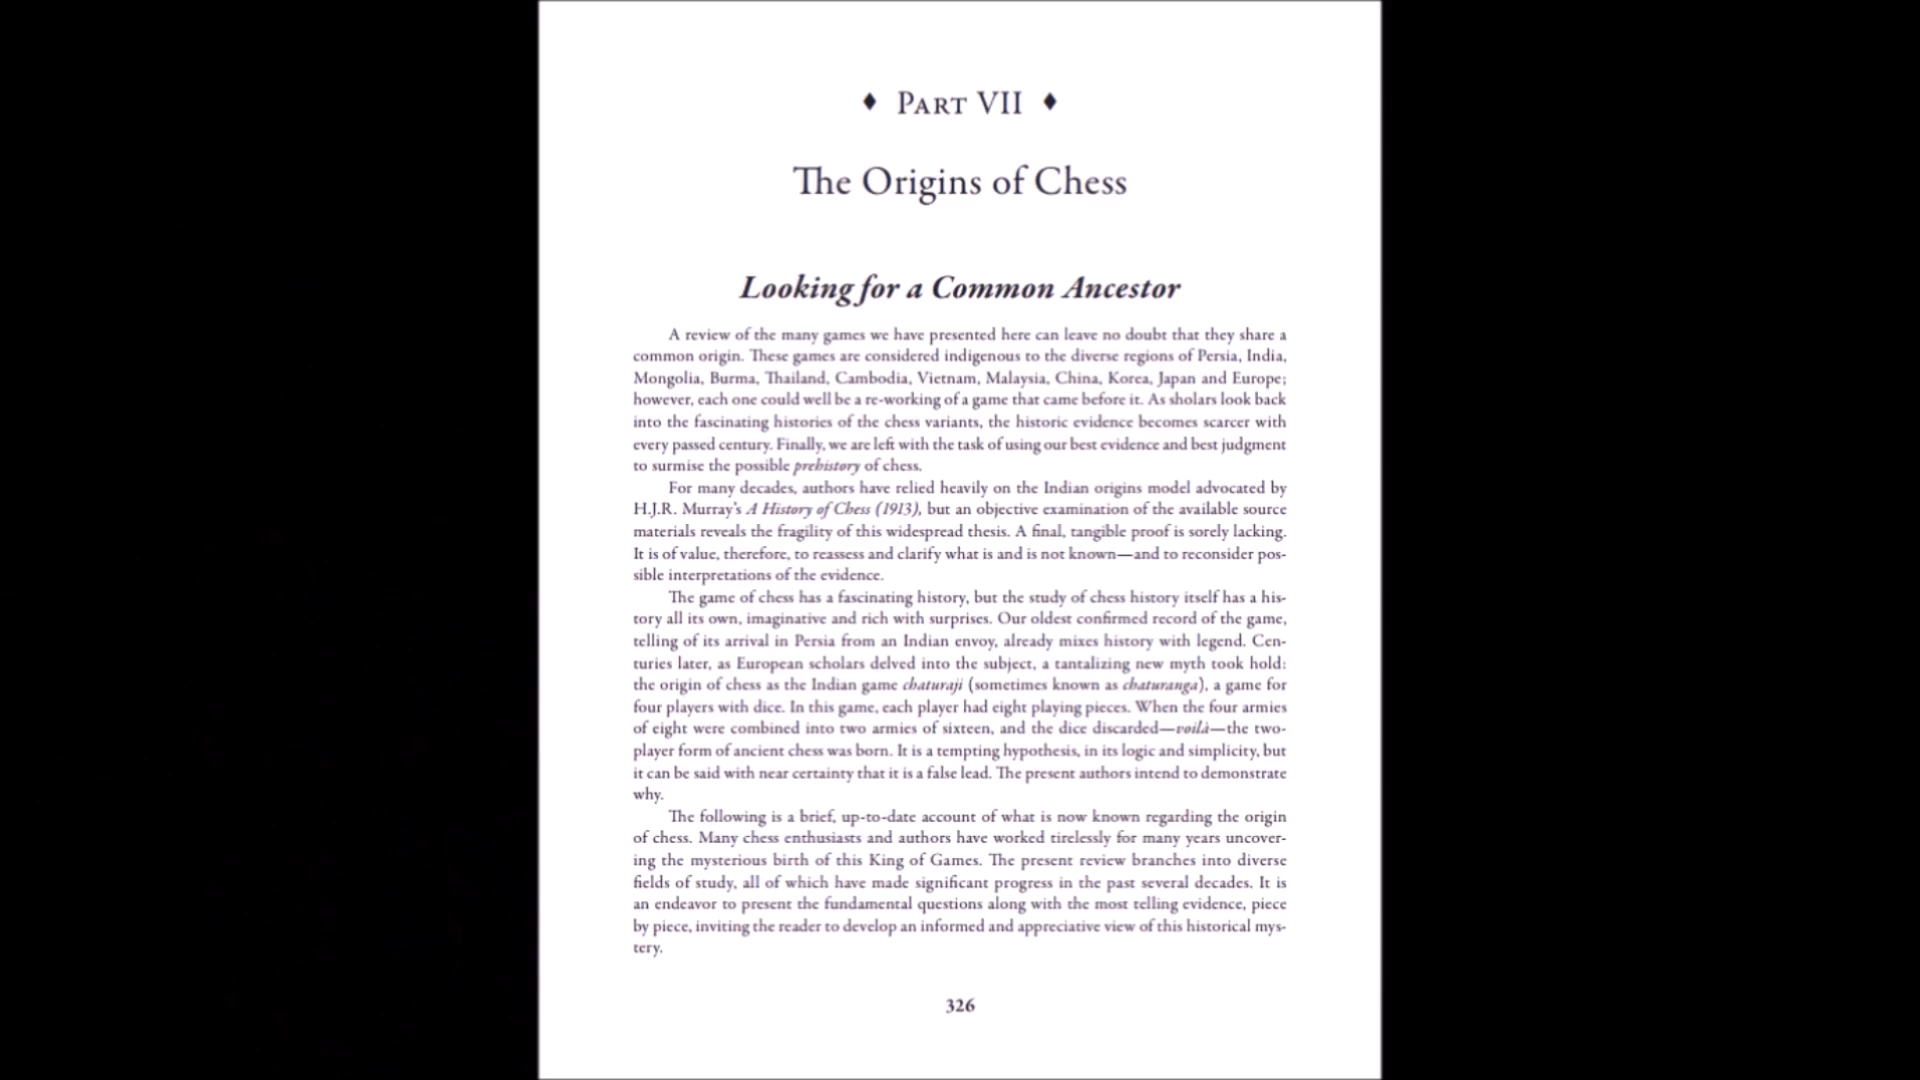 ♦ PART VII ♦
The Origins of Chess
Looking for a Common Ancestor
A review of the many games we have presented here can leave no doubt that they share a
common origin. These games are considered indigenous to the diverse regions of Persia, India,
Mongolia, Burma, Thailand, Cambodia, Vietnam, Malaysia, China, Korea, Japan and Europe;
however, each one could well be a re-working of a game that came before it. As sholars look back
into the fascinating histories of the chess variants, the historic evidence becomes scarcer with
every passed century. Finally, we are left with the task of using our best evidence and best judgment
to surmise the possible prehistory of chess.
For many decades, authors have relied heavily on the Indian origins model advocated by
H.J.R. Murray's A History of Chess (1913), but an objective examination of the available source
materials reveals the fragility of this widespread thesis. A final, tangible proof is sorely lacking.
It is of value, therefore, to reassess and clarify what is and is not known—and to reconsider pos-
sible interpretations of the evidence.
The game of chess has a fascinating history, but the study of chess history itself has a his-
tory all its own, imaginative and rich with surprises. Our oldest confirmed record of the game,
telling of its arrival in Persia from an Indian envoy, already mixes history with legend. Cen-
turies later, as European scholars delved into the subject, a tantalizing new myth took hold:
the origin of chess as the Indian game chaturaji (sometimes known as chaturanga), a game for
four players with dice. In this game, each player had eight playing pieces. When the four armies
of eight were combined into two armies of sixteen, and the dice discarded—voilà—the two-
player form of ancient chess was born. It is a tempting hypothesis, in its logic and simplicity, but
it can be said with near certainty that it is a false lead. The present authors intend to demonstrate
why.
The following is a brief, up-to-date account of what is now known regarding the origin
of chess. Many chess enthusiasts and authors have worked tirelessly for many years uncover-
ing the mysterious birth of this King of Games. The present review branches into diverse
fields of study, all of which have made significant progress in the past several decades. It is
an endeavor to present the fundamental questions along with the most telling evidence, piece
by piece, inviting the reader to develop an informed and appreciative view of this historical mys-
tery.
326